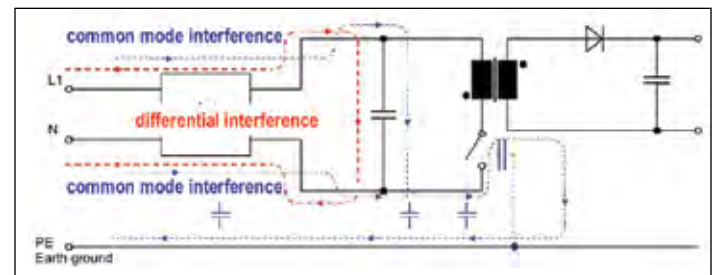 common mode interference
L1
differential interference
N
common mode interference
PE
Earth ground